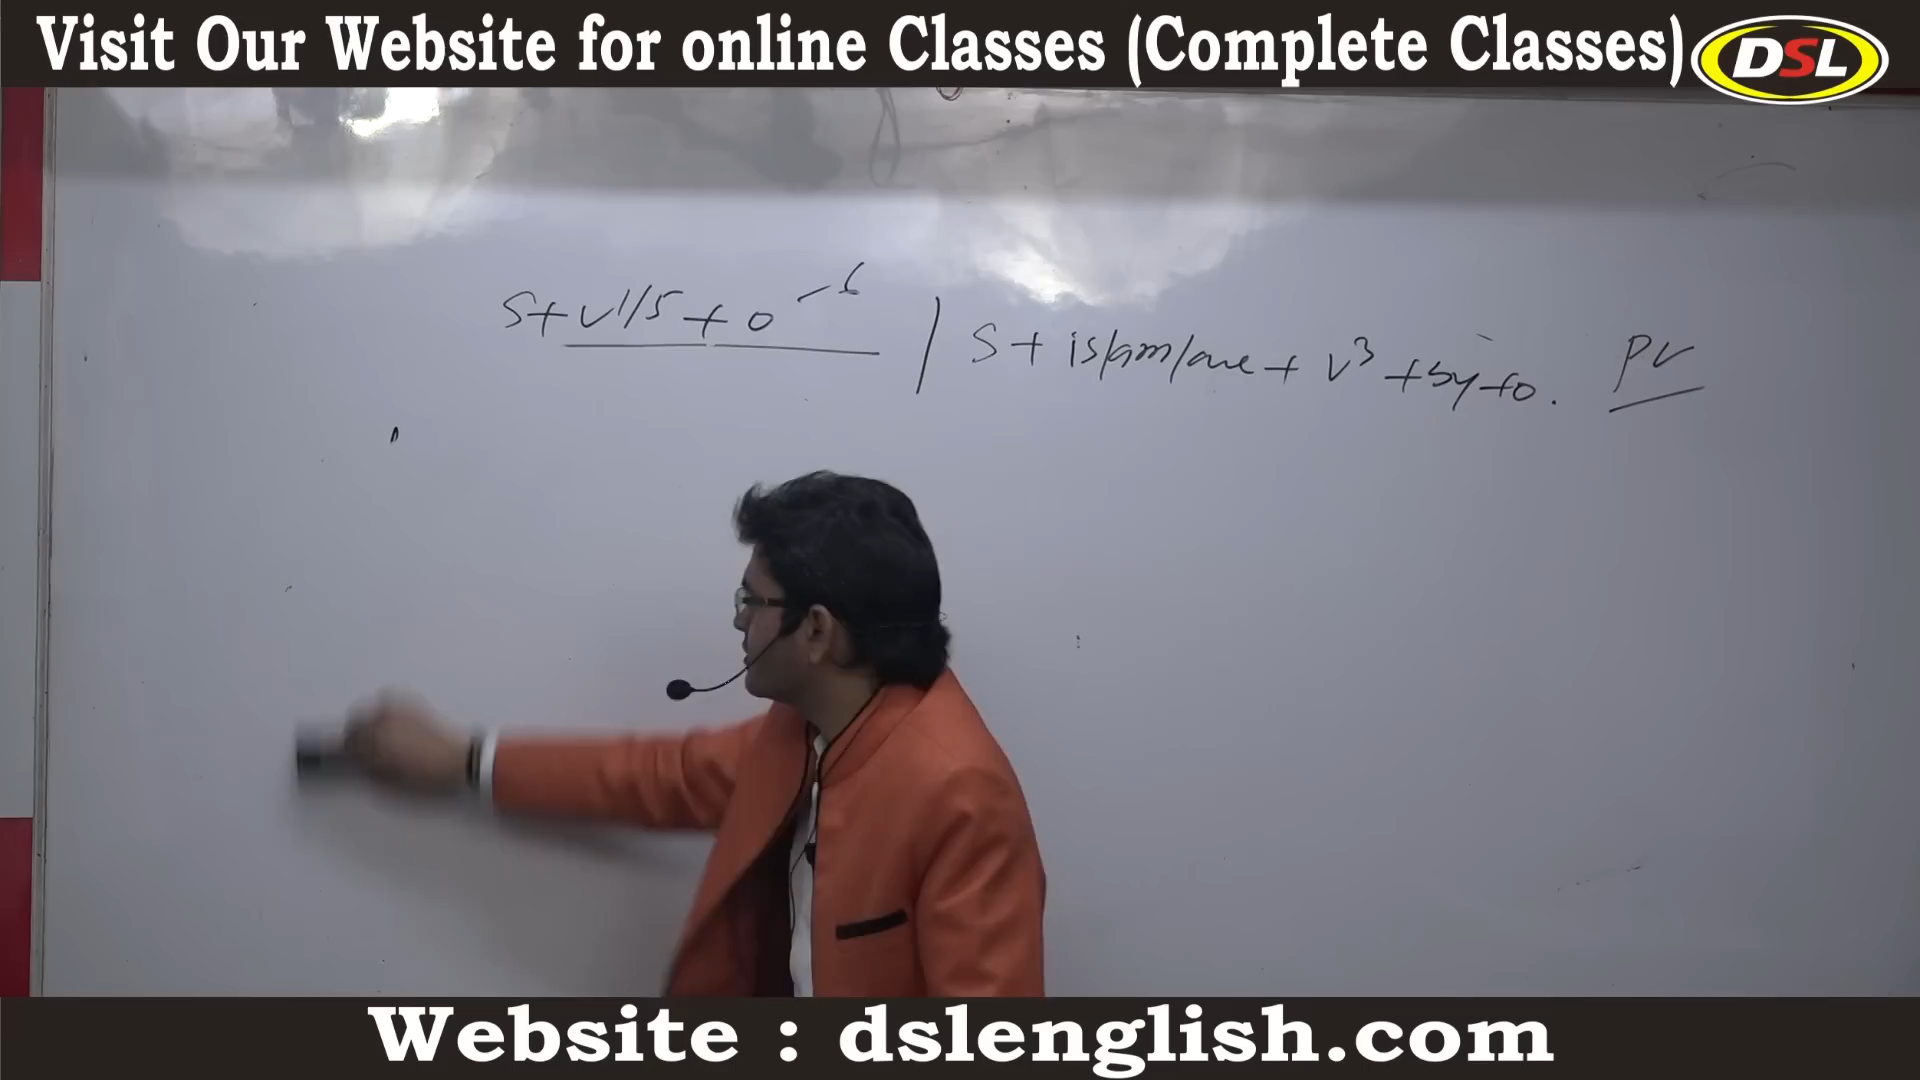 Visit Our Website for online Classes (Complete Classes)
DSL
S+V1/5+O
S + is/am/are + V3 +by+o. PV
Website : dslenglish.com